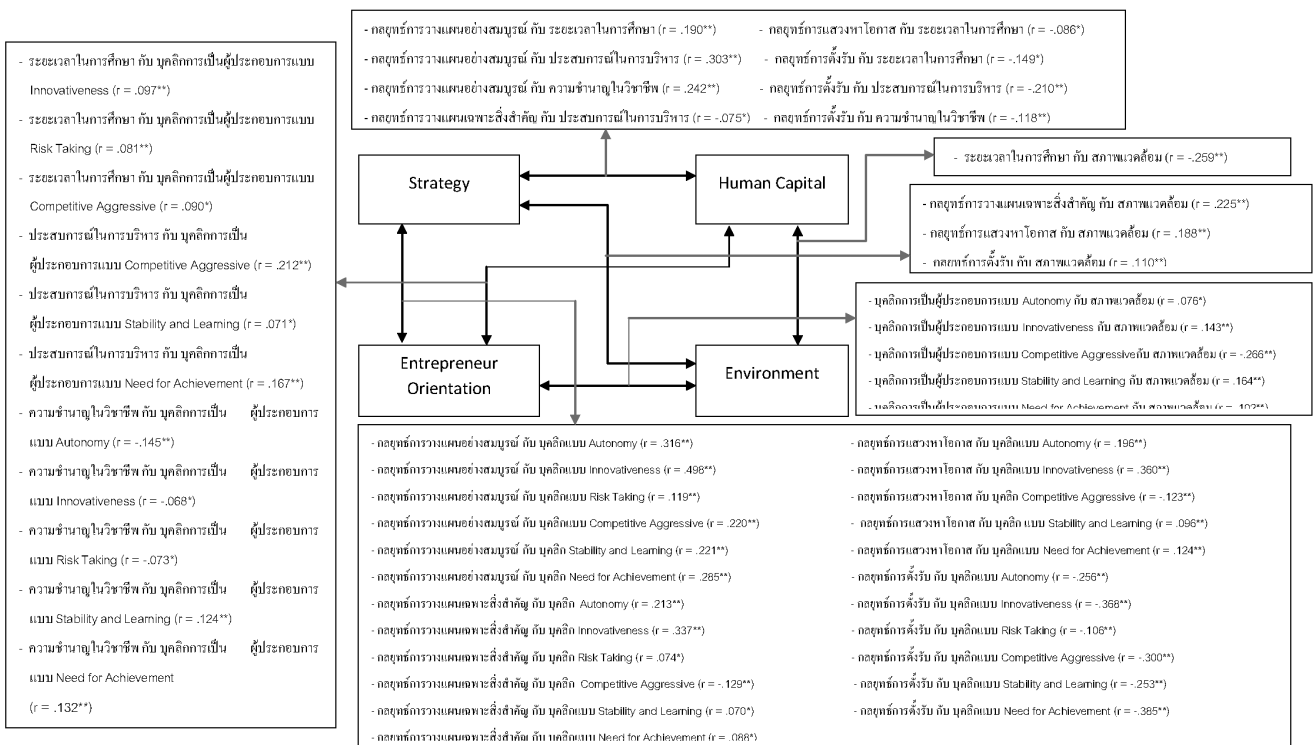 - กลยุทธ์การวางแผนอย่างสมบูรณ์ กับ ระยะเวลาในการศึกษา (r = .190**)
- กลยุทธ์การแสวงหาโอกาส กับ ระยะเวลาในการศึกษา (r = -.086*)
- กลยุทธ์การวางแผนอย่างสมบูรณ์ กับ ประสบการณ์ในการบริหาร (r = .303**)
- กลยุทธ์การตั้งรับ กับ ระยะเวลาในการศึกษา (r = -.149*)
- กลยุทธ์การวางแผนอย่างสมบูรณ์ กับ ความชำนาญในวิชาชีพ (r = .242**)
- กลยุทธ์การตั้งรับ กับ ประสบการณ์ในการบริหาร (r = -.210**)
- กลยุทธ์การวางแผนเฉพาะสิ่งสำคัญ กับ ประสบการณ์ในการบริหาร (r = -.075*)
- กลยุทธ์การตั้งรับ กับ ความชำนาญในวิชาชีพ (r = -.118**)
- ระยะเวลาในการศึกษา กับ บุคลิกการเป็นผู้ประกอบการแบบ
Innovativeness (r = .097**)
- ระยะเวลาในการศึกษา กับ บุคลิกการเป็นผู้ประกอบการแบบ
Risk Taking (r = .081**)
- ระยะเวลาในการศึกษา กับ บุคลิกการเป็นผู้ประกอบการแบบ
Competitive Aggressive (r = .090*)
- ประสบการณ์ในการบริหาร กับ บุคลิกการเป็น
ผู้ประกอบการแบบ Competitive Aggressive (r = .212**)
- ประสบการณ์ในการบริหาร กับ บุคลิกการเป็น
ผู้ประกอบการแบบ Stability and Learning (r = .071*)
- ประสบการณ์ในการบริหาร กับ บุคลิกการเป็น
ผู้ประกอบการแบบ Need for Achievement (r = .167**)
- ความชำนาญในวิชาชีพ กับ บุคลิกการเป็น ผู้ประกอบการ
แบบ Autonomy (r = -.145**)
- ความชำนาญในวิชาชีพ กับ บุคลิกการเป็น ผู้ประกอบการ
แบบ Innovativeness (r = -.068*)
- ความชำนาญในวิชาชีพ กับ บุคลิกการเป็น ผู้ประกอบการ
แบบ Risk Taking (r = -.073*)
- ความชำนาญในวิชาชีพ กับ บุคลิกการเป็น ผู้ประกอบการ
แบบ Stability and Learning (r = .124**)
- ความชำนาญในวิชาชีพ กับ บุคลิกการเป็น ผู้ประกอบการ
แบบ Need for Achievement
(r = .132**)
Strategy
Human Capital
Entrepreneur
Orientation
Environment
- ระยะเวลาในการศึกษา กับ สภาพแวดล้อม (r = -.259**)
- กลยุทธ์การวางแผนเฉพาะสิ่งสำคัญ กับ สภาพแวดล้อม (r = .225**)
- กลยุทธ์การแสวงหาโอกาส กับ สภาพแวดล้อม (r = .188**)
- กลยุทธ์การตั้งรับ กับ สภาพแวดล้อม (r = .110**)
- บุคลิกการเป็นผู้ประกอบการแบบ Autonomy กับ สภาพแวดล้อม (r = .076*)
- บุคลิกการเป็นผู้ประกอบการแบบ Innovativeness กับ สภาพแวดล้อม (r = .143**)
- บุคลิกการเป็นผู้ประกอบการแบบ Competitive Aggressive กับ สภาพแวดล้อม (r = -.266**)
- บุคลิกการเป็นผู้ประกอบการแบบ Stability and Learning กับ สภาพแวดล้อม (r = .164**)
- บุคลิกการเป็นผู้ประกอบการแบบ Need for Achievement กับ สภาพแวดล้อม (r = .102**)
- กลยุทธ์การวางแผนอย่างสมบูรณ์ กับ บุคลิกแบบ Autonomy (r = .316**)
- กลยุทธ์การวางแผนอย่างสมบูรณ์ กับ บุคลิกแบบ Innovativeness (r = .498**)
- กลยุทธ์การวางแผนอย่างสมบูรณ์ กับ บุคลิกแบบ Risk Taking (r = .119**)
- กลยุทธ์การวางแผนอย่างสมบูรณ์ กับ บุคลิกแบบ Competitive Aggressive (r = .220**)
- กลยุทธ์การวางแผนอย่างสมบูรณ์ กับ บุคลิก Stability and Learning (r = .221**)
- กลยุทธ์การวางแผนอย่างสมบูรณ์ กับ บุคลิก Need for Achievement (r = .285**)
- กลยุทธ์การวางแผนเฉพาะสิ่งสำคัญ กับ บุคลิก Autonomy (r = .213**)
- กลยุทธ์การวางแผนเฉพาะสิ่งสำคัญ กับ บุคลิก Innovativeness (r = .337**)
- กลยุทธ์การวางแผนเฉพาะสิ่งสำคัญ กับ บุคลิก Risk Taking (r = .074*)
- กลยุทธ์การวางแผนเฉพาะสิ่งสำคัญ กับ บุคลิก Competitive Aggressive (r = -.129**)
- กลยุทธ์การวางแผนเฉพาะสิ่งสำคัญ กับ บุคลิกแบบ Stability and Learning (r = .070*)
- กลยุทธ์การวางแผนเฉพาะสิ่งสำคัญ กับ บุคลิกแบบ Need for Achievement (r = .088*)
- กลยุทธ์การแสวงหาโอกาส กับ บุคลิกแบบ Autonomy (r = .196**)
- กลยุทธ์การแสวงหาโอกาส กับ บุคลิกแบบ Innovativeness (r = .360**)
- กลยุทธ์การแสวงหาโอกาส กับ บุคลิก Competitive Aggressive (r = -.123**)
- กลยุทธ์การแสวงหาโอกาส กับ บุคลิก แบบ Stability and Learning (r = .096**)
- กลยุทธ์การแสวงหาโอกาส กับ บุคลิกแบบ Need for Achievement (r = .124**)
- กลยุทธ์การตั้งรับ กับ บุคลิกแบบ Autonomy (r = -.256**)
- กลยุทธ์การตั้งรับ กับ บุคลิกแบบ Innovativeness (r = -.368**)
- กลยุทธ์การตั้งรับ กับ บุคลิกแบบ Risk Taking (r = -.106**)
- กลยุทธ์การตั้งรับ กับ บุคลิกแบบ Competitive Aggressive (r = -.300**)
- กลยุทธ์การตั้งรับ กับ บุคลิกแบบ Stability and Learning (r = -.253**)
- กลยุทธ์การตั้งรับ กับ บุคลิกแบบ Need for Achievement (r = -.385**)